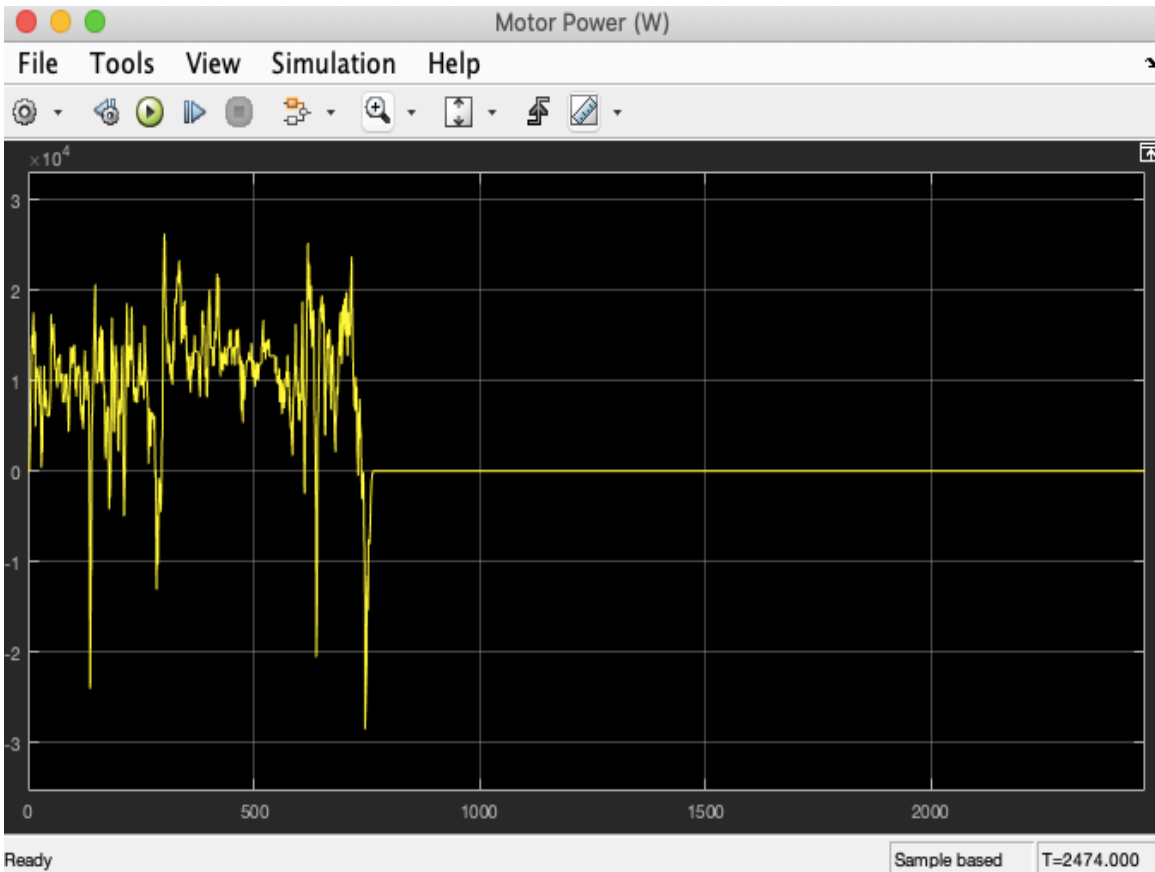 Motor Power (W)
File Tools View Simulation Help
×10⁴
3
2
1
0
-1
-2
-3
0 500 1000 1500 2000
Ready Sample based T=2474.000